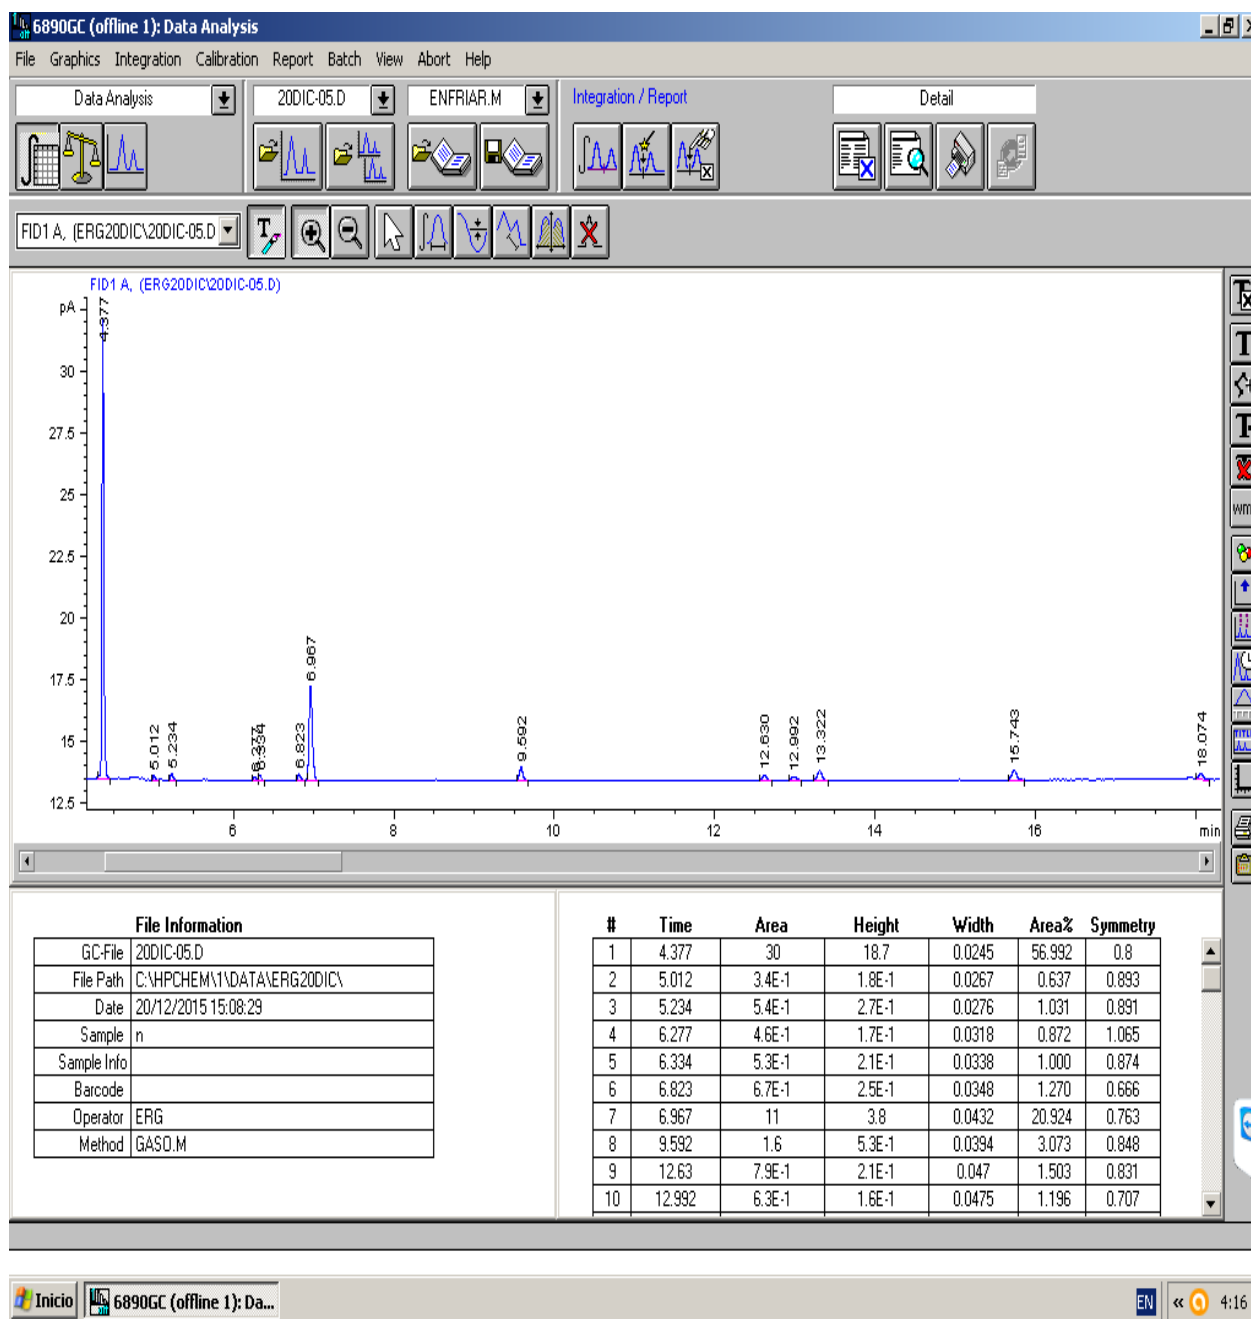 6890GC (offline 1): Data Analysis
File Graphics Integration Calibration Report Batch View Abort Help
Data Analysis 20DIC-05.D ENFRIAR.M Integration / Report Detail
FID1 A, (ERG20DIC\20DIC-05.D
FID1 A, (ERG20DIC\20DIC-05.D)
pA
30
27.5
25
22.5
20
17.5
15
12.5
4.377
5.012
5.234
6.277
6.334
6.823
6.967
9.592
12.630
12.992
13.322
15.743
18.074
6 8 10 12 14 16 min
File Information
GC-File 20DIC-05.D
File Path C:\HPCHEM\1\DATA\ERG20DIC\
Date 20/12/2015 15:08:29
Sample n
Sample Info
Barcode
Operator ERG
Method GASO.M
# Time Area Height Width Area% Symmetry
1 4.377 30 18.7 0.0245 56.992 0.8
2 5.012 3.4E-1 1.8E-1 0.0267 0.637 0.893
3 5.234 5.4E-1 2.7E-1 0.0276 1.031 0.891
4 6.277 4.6E-1 1.7E-1 0.0318 0.872 1.065
5 6.334 5.3E-1 2.1E-1 0.0338 1.000 0.874
6 6.823 6.7E-1 2.5E-1 0.0348 1.270 0.666
7 6.967 11 3.8 0.0432 20.924 0.763
8 9.592 1.6 5.3E-1 0.0394 3.073 0.848
9 12.63 7.9E-1 2.1E-1 0.047 1.503 0.831
10 12.992 6.3E-1 1.6E-1 0.0475 1.196 0.707
Inicio 6890GC (offline 1): Da... EN « 4:16